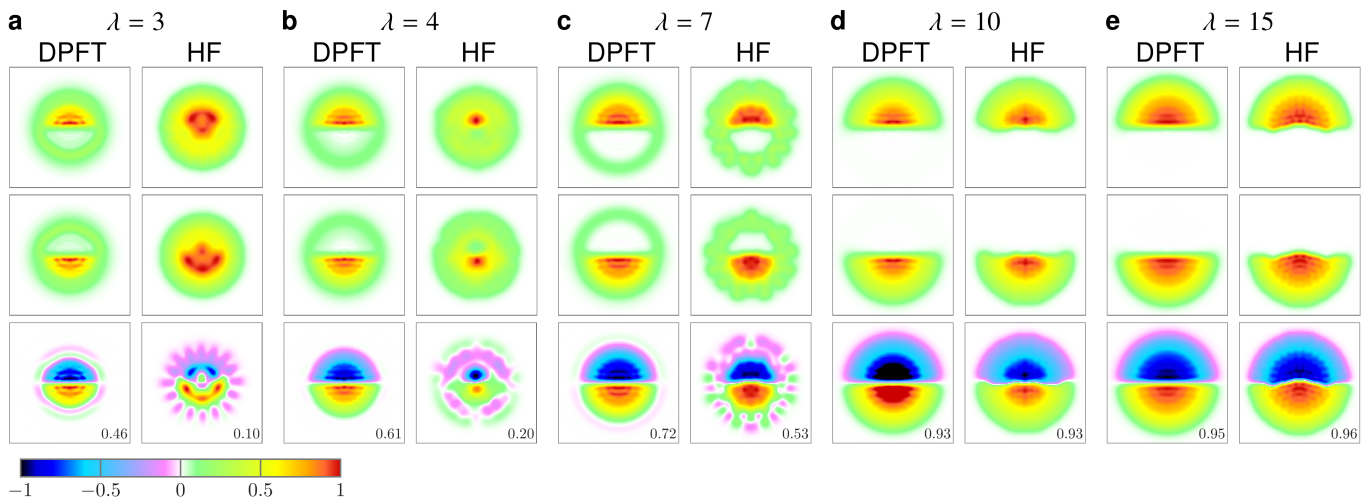 a λ = 3 b λ = 4 c λ = 7 d λ = 10 e λ = 15
DPFT HF DPFT HF DPFT HF DPFT HF DPFT HF
0.46 0.10 0.61 0.20 0.72 0.53 0.93 0.93 0.95 0.96
−1 −0.5 0 0.5 1